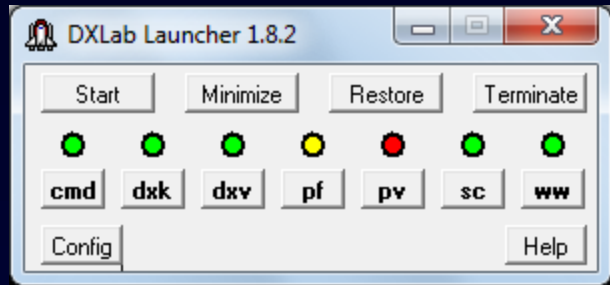 DXLab Launcher 1.8.2
Start Minimize Restore Terminate
cmd dxk dxv pf pv sc ww
Config Help